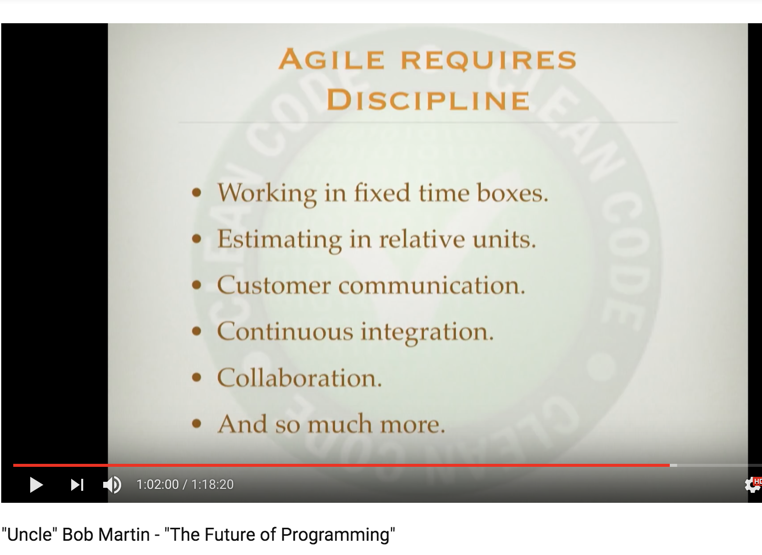 AGILE REQUIRES
DISCIPLINE
CLEAN CODE CLEAN CODE CLEAN CODE
• Working in fixed time boxes.
• Estimating in relative units.
• Customer communication.
• Continuous integration.
• Collaboration.
• And so much more.
1:02:00 / 1:18:20
HD
"Uncle" Bob Martin - "The Future of Programming"